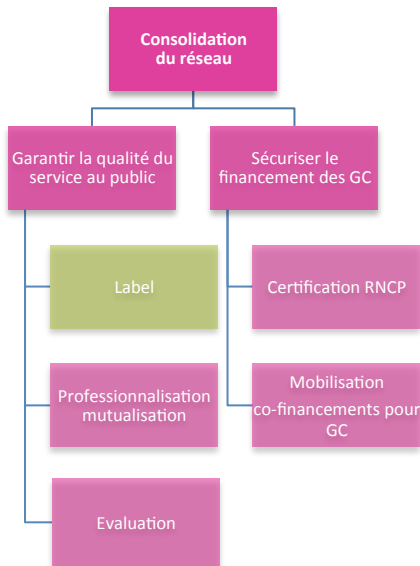 Consolidation
du réseau
Garantir la qualité du
service au public
Sécuriser le
financement des GC
Label
Certification RNCP
Professionnalisation
mutualisation
Mobilisation
co-financements pour
GC
Evaluation